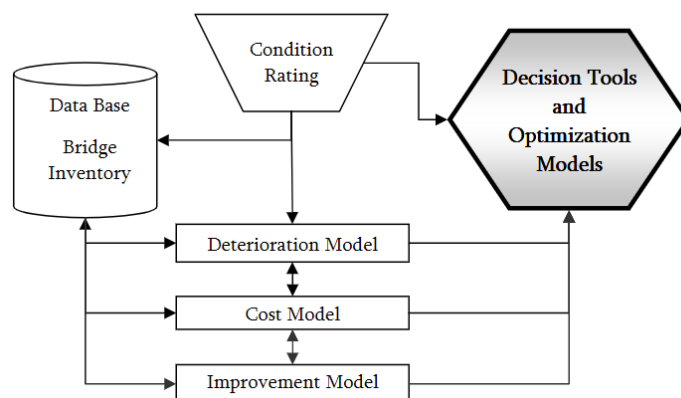 Condition
Rating
Data Base
Bridge
Inventory
Decision Tools
and
Optimization
Models
Deterioration Model
Cost Model
Improvement Model